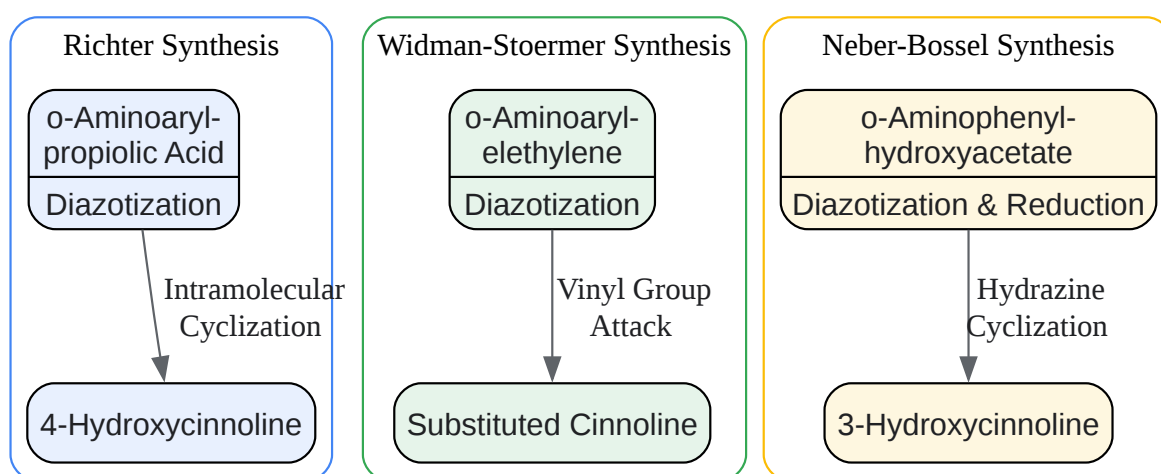 Richter Synthesis
o-Aminoaryl-
propiolic Acid
Diazotization
Intramolecular
Cyclization
4-Hydroxycinnoline
Widman-Stoermer Synthesis
o-Aminoaryl-
elethylene
Diazotization
Vinyl Group
Attack
Substituted Cinnoline
Neber-Bossel Synthesis
o-Aminophenyl-
hydroxyacetate
Diazotization & Reduction
Hydrazine
Cyclization
3-Hydroxycinnoline